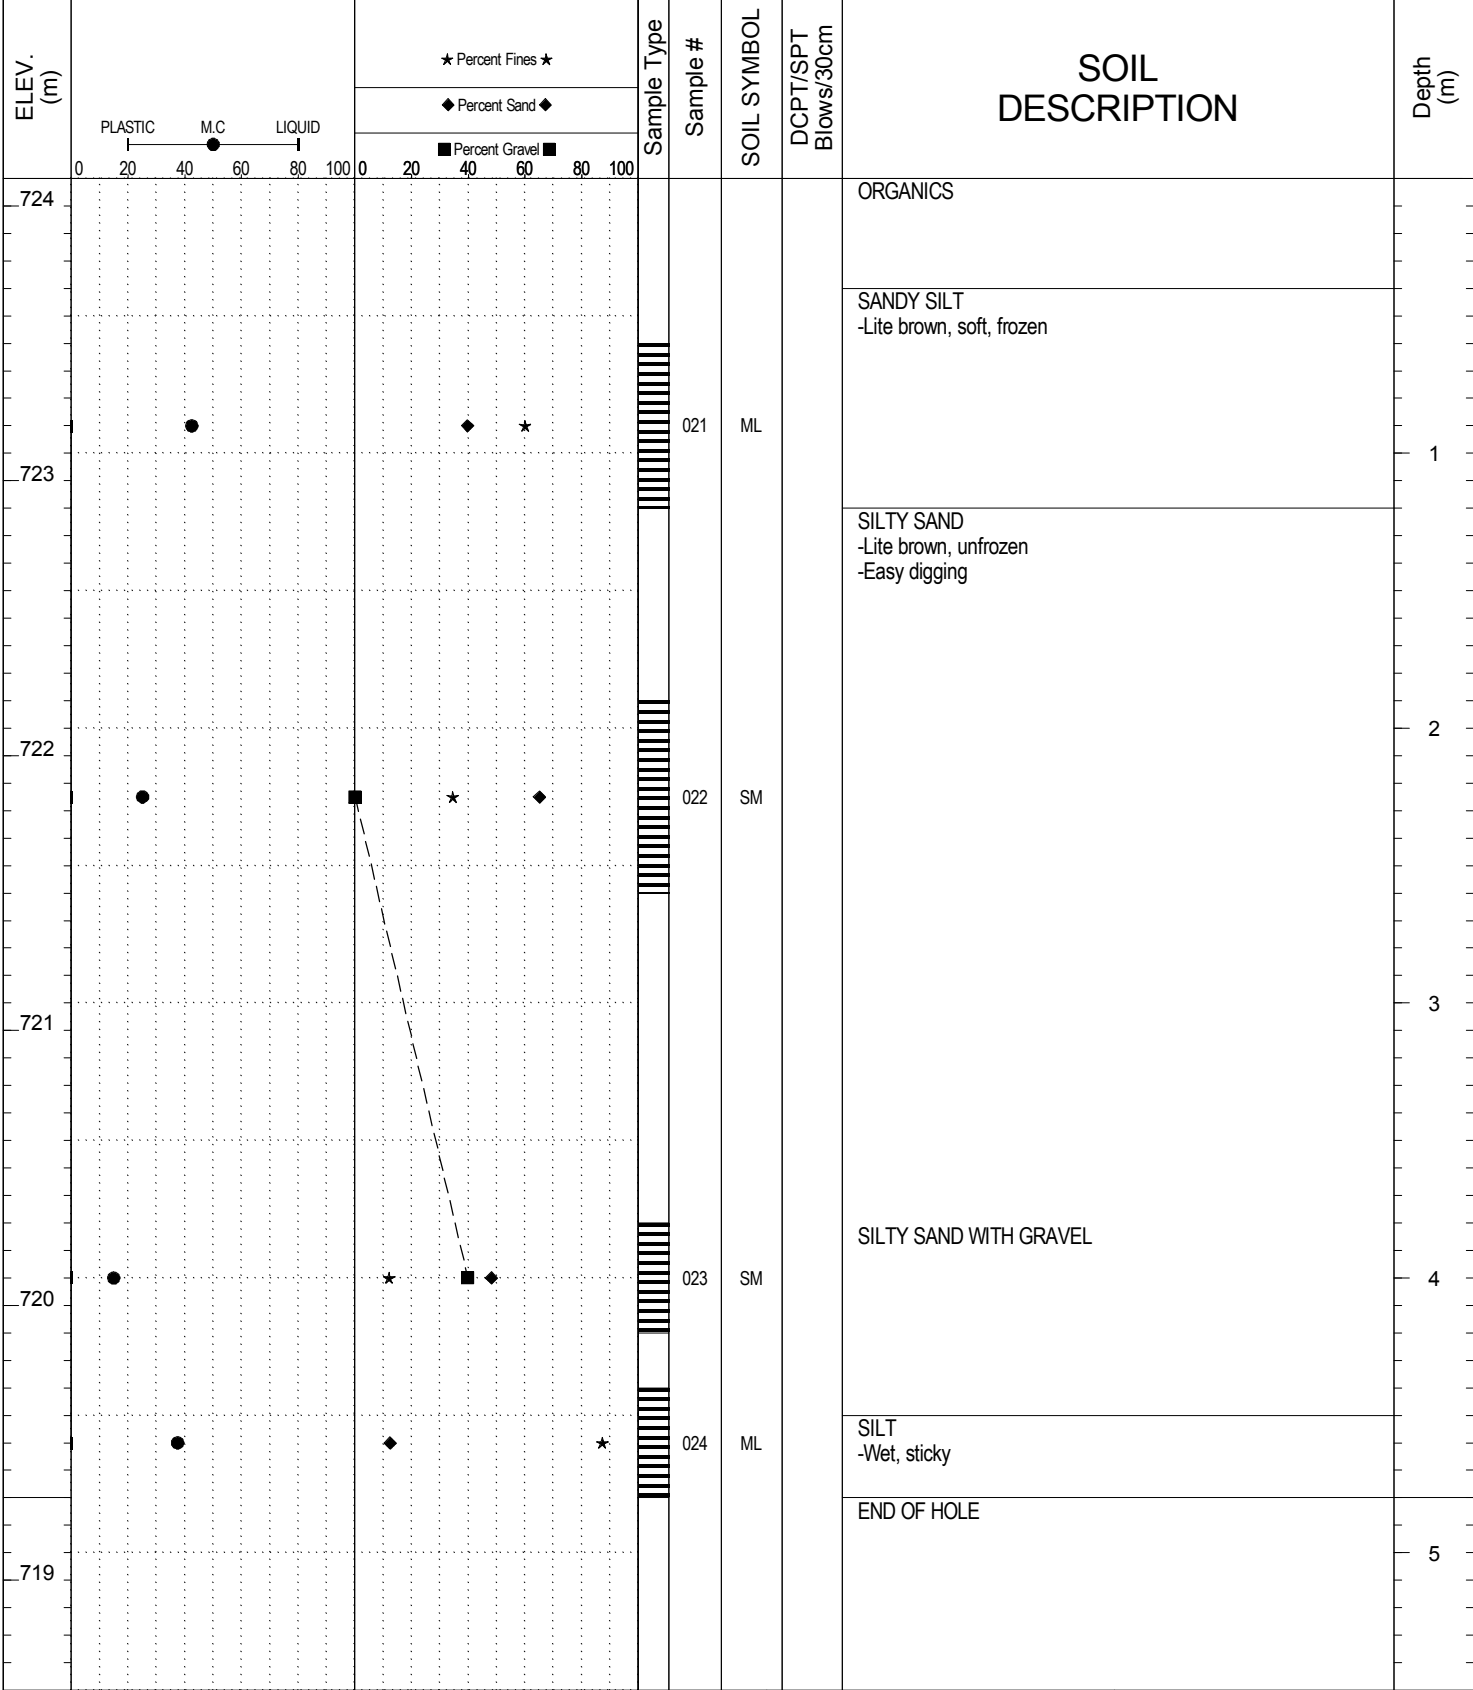 ELEV.
(m)
PLASTIC M.C LIQUID
0 20 40 60 80 100
★ Percent Fines ★
◆ Percent Sand ◆
■ Percent Gravel ■
0 20 40 60 80 100
Sample Type
Sample #
SOIL SYMBOL
DCPT/SPT
Blows/30cm
SOIL
DESCRIPTION
Depth
(m)
724
ORGANICS
SANDY SILT
-Lite brown, soft, frozen
021 ML
1
723
SILTY SAND
-Lite brown, unfrozen
-Easy digging
2
722
022 SM
3
721
SILTY SAND WITH GRAVEL
023 SM
4
720
SILT
-Wet, sticky
024 ML
END OF HOLE
5
719